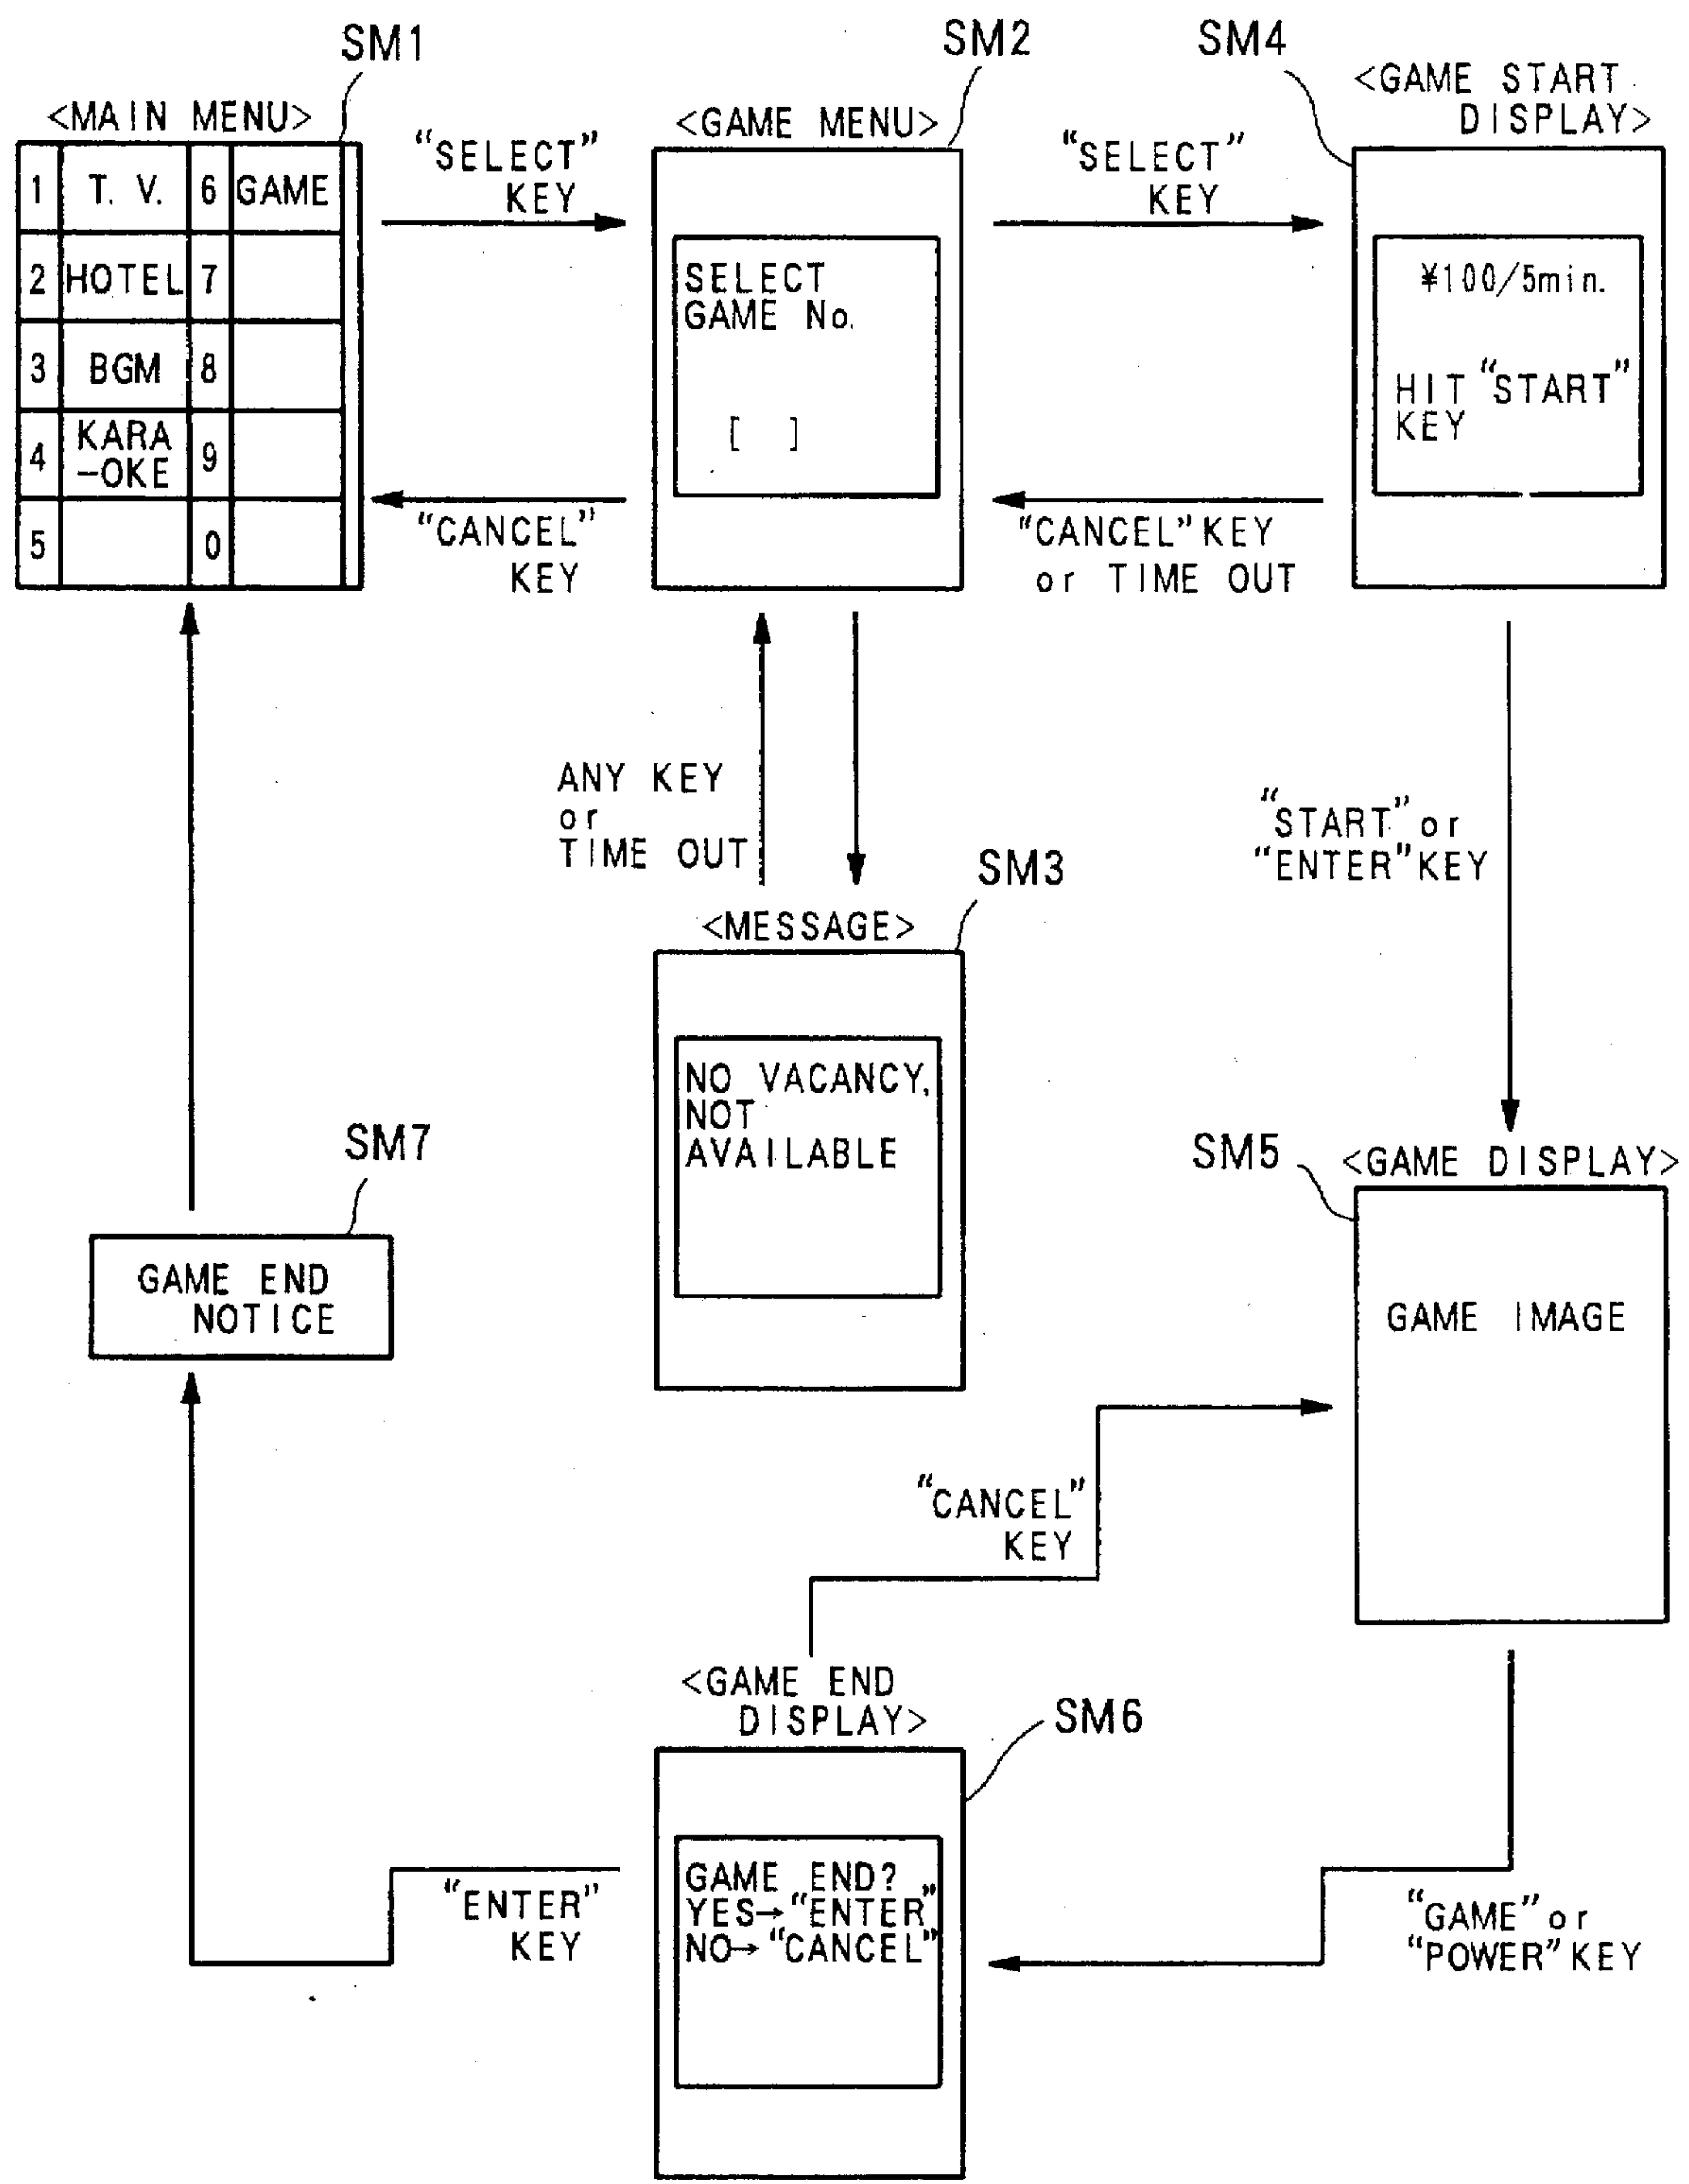 SM1
<MAIN MENU>
1 T. V. 6 GAME
2 HOTEL 7
3 BGM 8
4 KARA
-OKE 9
5 0
"SELECT"
KEY
SM2
<GAME MENU>
SELECT
GAME No.
[ ]
"SELECT"
KEY
SM4
<GAME START
DISPLAY>
¥100/5min.
HIT "START"
KEY
"CANCEL"
KEY
"CANCEL" KEY
or TIME OUT
ANY KEY
or
TIME OUT
"START" or
"ENTER" KEY
SM3
<MESSAGE>
NO VACANCY,
NOT
AVAILABLE
SM7
GAME END
NOTICE
SM5
<GAME DISPLAY>
GAME IMAGE
"CANCEL"
KEY
<GAME END
DISPLAY>
SM6
GAME END?
YES→"ENTER"
NO→"CANCEL"
"ENTER"
KEY
"GAME" or
"POWER" KEY